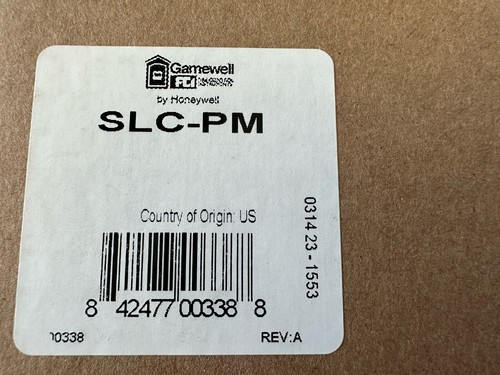 Gamewell
FCI
by Honeywell
SLC-PM
Country of Origin: US
0314 23 - 1553
8 42477 00338 8
00338
REV:A